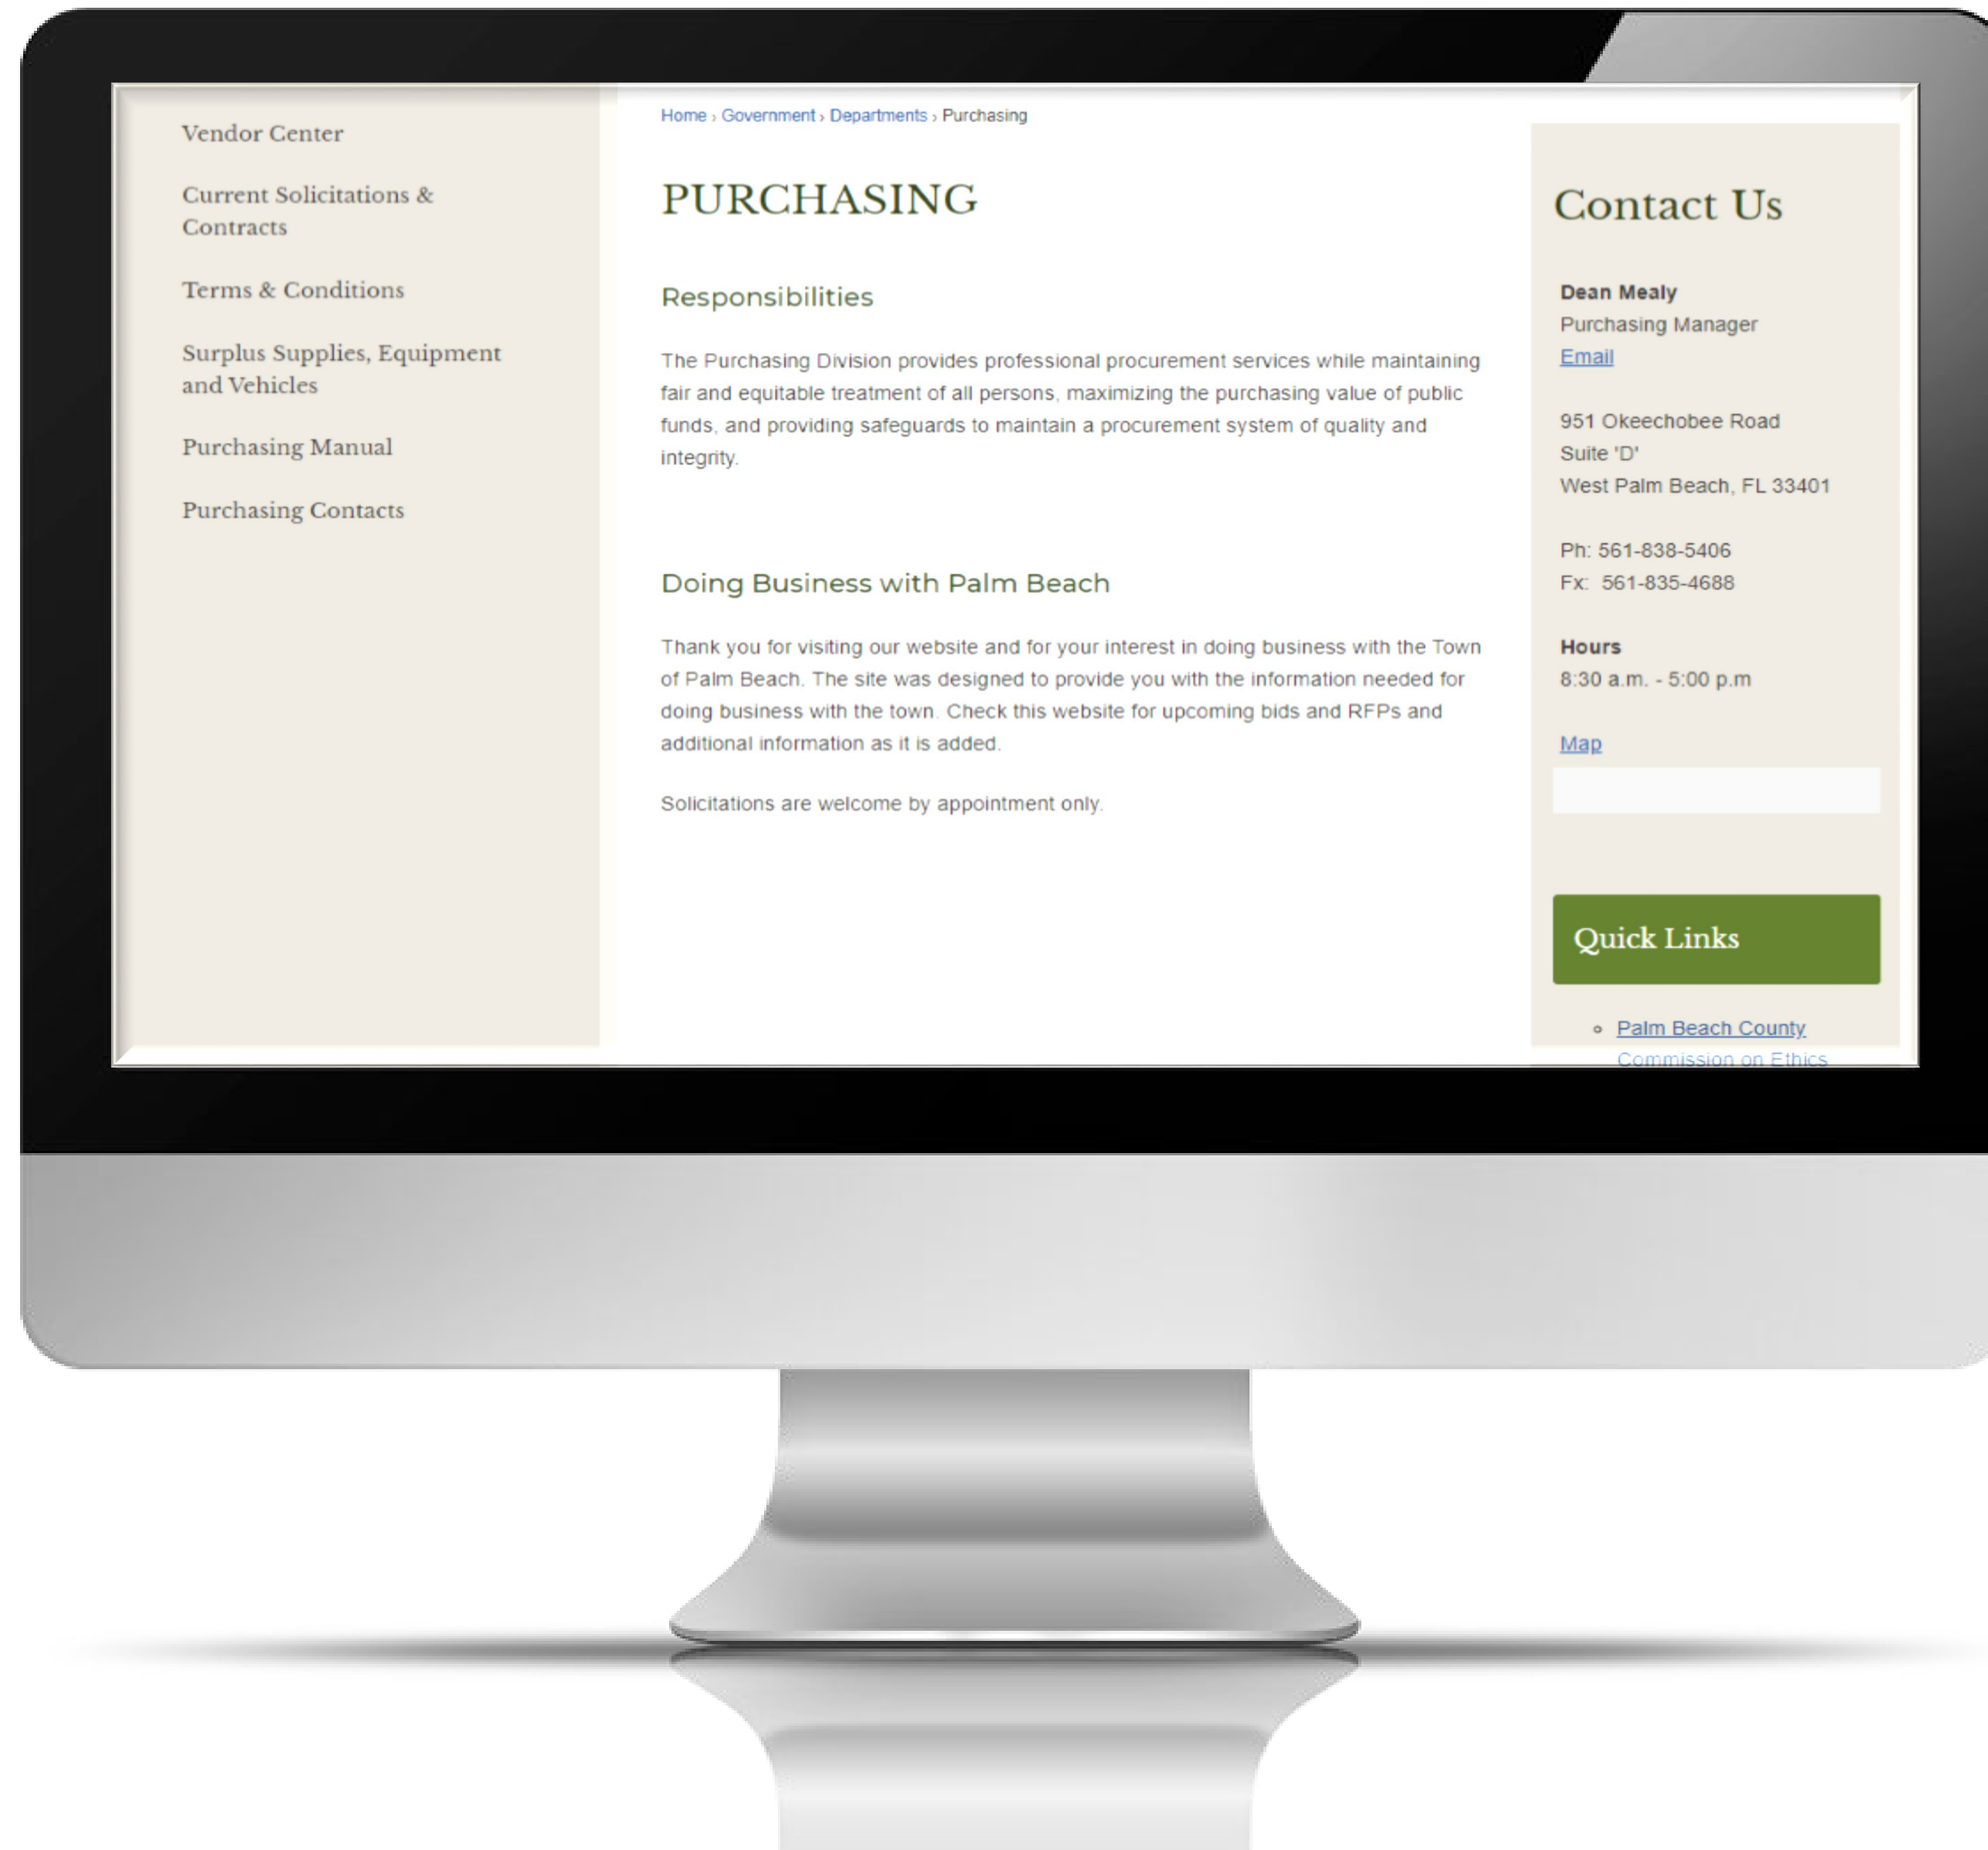 Vendor Center
Current Solicitations &
Contracts
Terms & Conditions
Surplus Supplies, Equipment
and Vehicles
Purchasing Manual
Purchasing Contacts
Home › Government › Departments › Purchasing
PURCHASING
Responsibilities
The Purchasing Division provides professional procurement services while maintaining
fair and equitable treatment of all persons, maximizing the purchasing value of public
funds, and providing safeguards to maintain a procurement system of quality and
integrity.
Doing Business with Palm Beach
Thank you for visiting our website and for your interest in doing business with the Town
of Palm Beach. The site was designed to provide you with the information needed for
doing business with the town. Check this website for upcoming bids and RFPs and
additional information as it is added.
Solicitations are welcome by appointment only.
Contact Us
Dean Mealy
Purchasing Manager
Email
951 Okeechobee Road
Suite 'D'
West Palm Beach, FL 33401
Ph: 561-838-5406
Fx: 561-835-4688
Hours
8:30 a.m. - 5:00 p.m
Map
Quick Links
Palm Beach County
Commission on Ethics